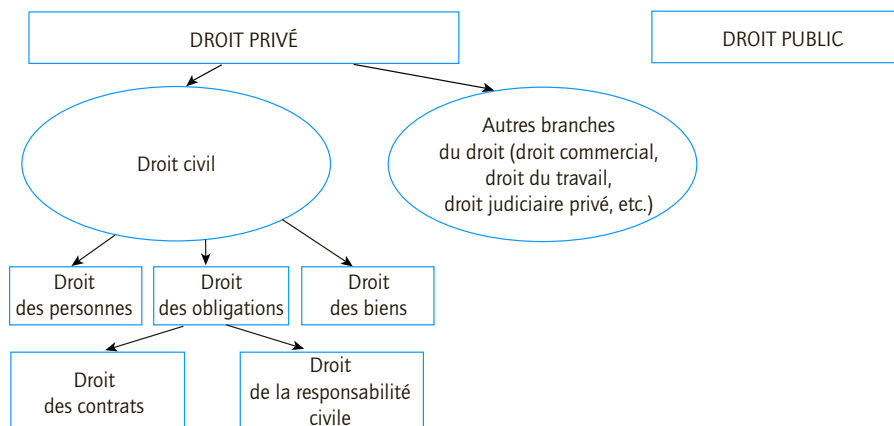 DROIT PRIVÉ
DROIT PUBLIC
Droit civil
Autres branches
du droit (droit commercial,
droit du travail,
droit judiciaire privé, etc.)
Droit
des personnes
Droit
des obligations
Droit
des biens
Droit
des contrats
Droit
de la responsabilité
civile